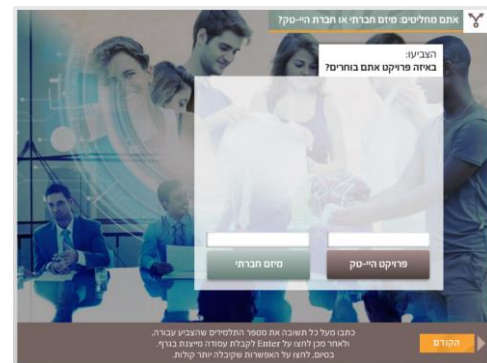 אתם מחליטים: מיזם חברתי או חברת היי-טק?
הצביעו:
באיזה פרויקט אתם בוחרים?
פרויקט היי-טק
מיזם חברתי
כתבו מעל כל תשובה את מספר התלמידים שהצביע עבורה,
ולאחר מכן לחצו על Enter לקבלת עמודה מייצגת בגרף.
בסיום, לחצו על האפשרות שקיבלה יותר קולות.
הקודם